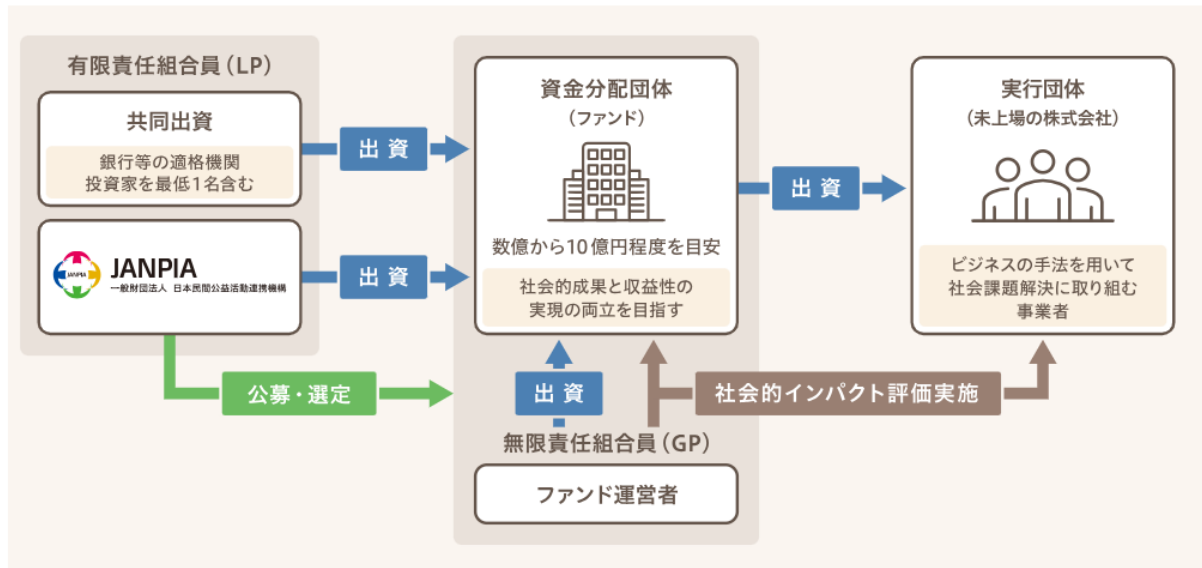 有限責任組合員（LP）
共同出資
銀行等の適格機関
投資家を最低1名含む
出資
JANPIA
JANPIA
一般財団法人 日本民間公益活動連携機構
出資
公募・選定
資金分配団体
（ファンド）
数億から10億円程度を目安
社会的成果と収益性の
実現の両立を目指す
出資
無限責任組合員（GP）
ファンド運営者
出資
実行団体
（未上場の株式会社）
ビジネスの手法を用いて
社会課題解決に取り組む
事業者
社会的インパクト評価実施